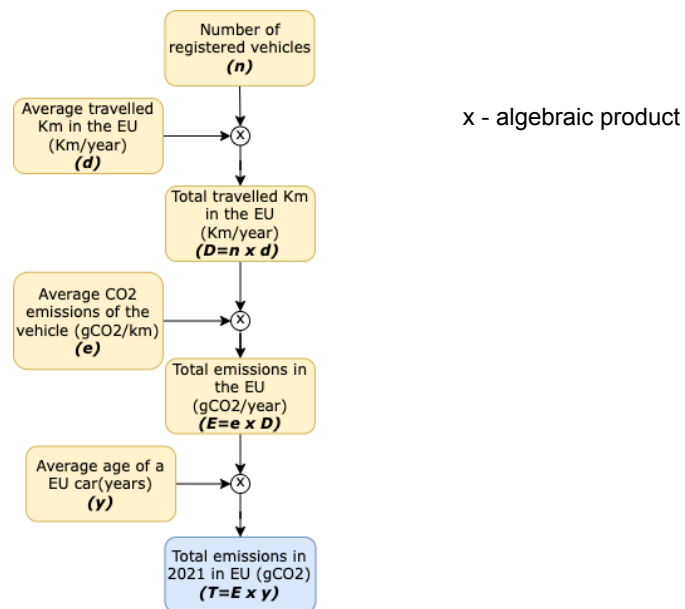 Number of
registered vehicles
(n)
Average travelled
Km in the EU
(Km/year)
(d)
x
x - algebraic product
Total travelled Km
in the EU
(Km/year)
(D=n x d)
Average CO2
emissions of the
vehicle (gCO2/km)
(e)
x
Total emissions in
the EU
(gCO2/year)
(E=e x D)
Average age of a
EU car(years)
(y)
x
Total emissions in
2021 in EU (gCO2)
(T=E x y)